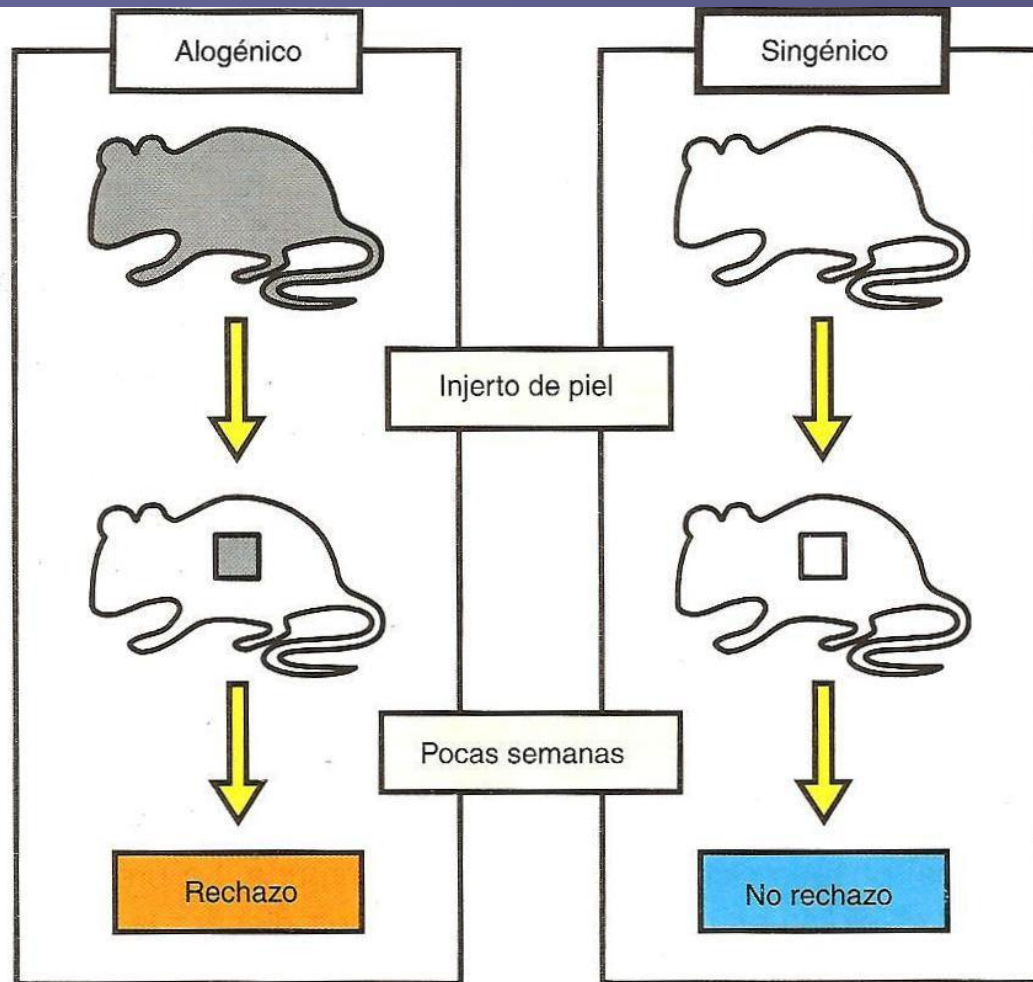 Alogénico
Singénico
Injerto de piel
Pocas semanas
Rechazo
No rechazo